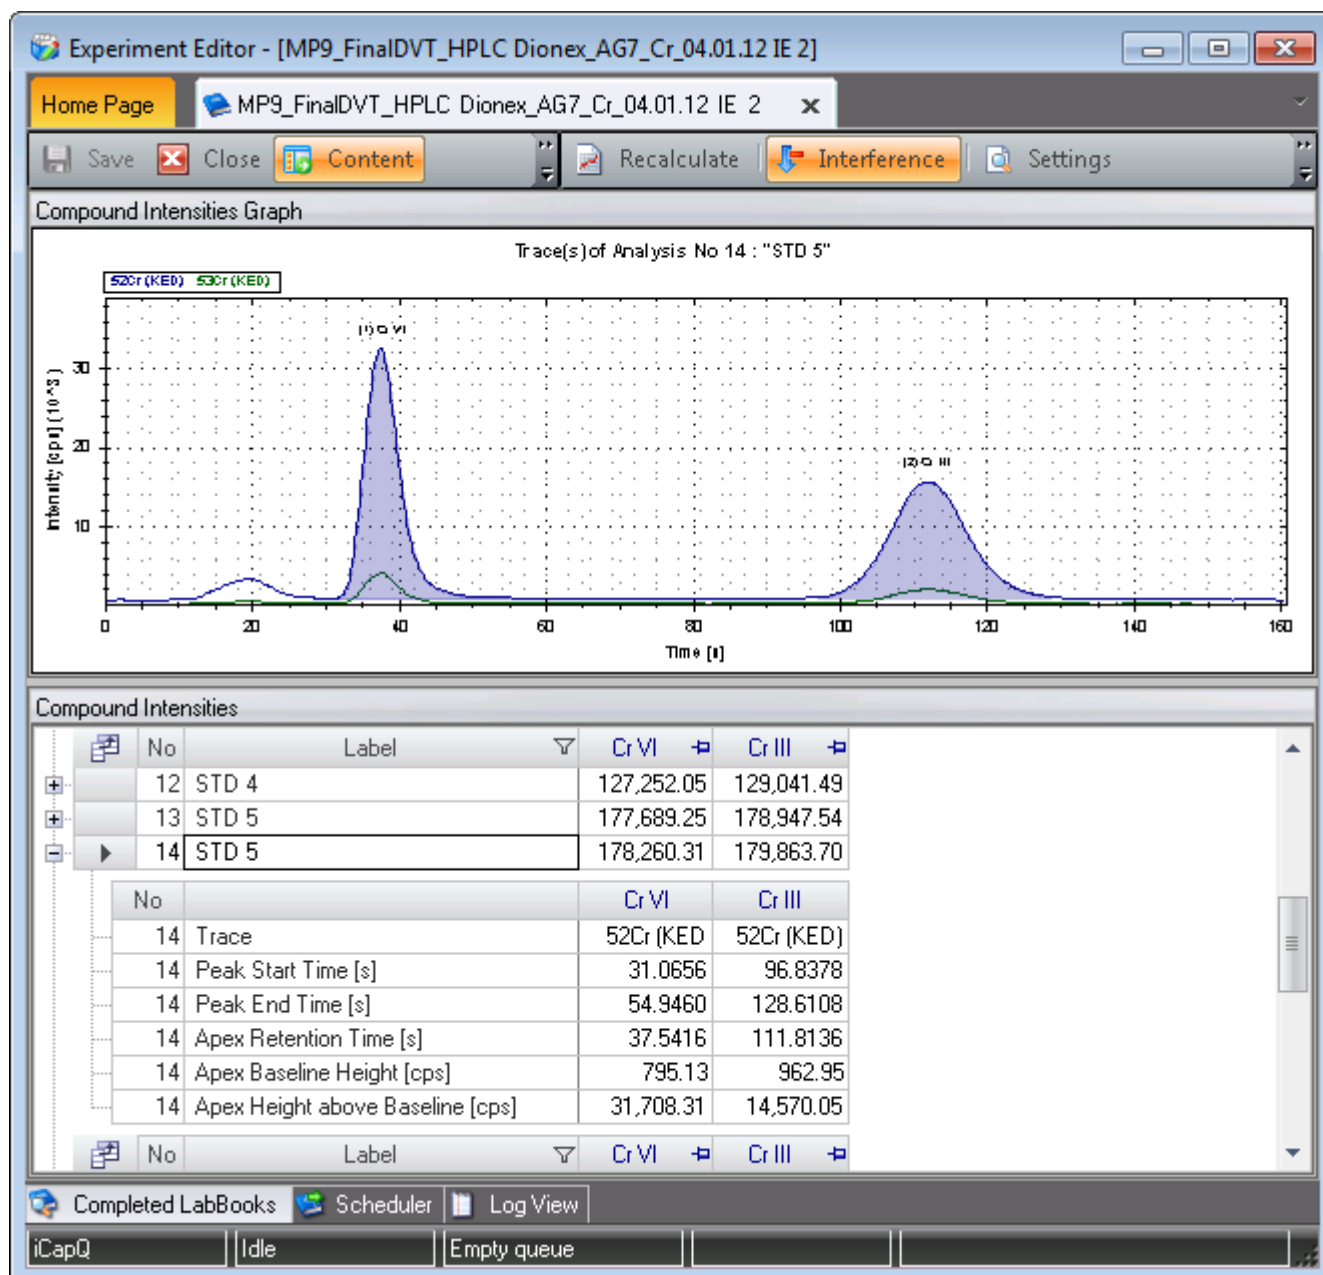 Experiment Editor - [MP9_FinalDVT_HPLC Dionex_AG7_Cr_04.01.12 IE 2]
Home Page MP9_FinalDVT_HPLC Dionex_AG7_Cr_04.01.12 IE 2
Save Close Content Recalculate Interference Settings
Compound Intensities Graph
Trace(s) of Analysis No 14 : "STD 5"
52Cr (KED) 53Cr (KED)
(1) Cr VI
(2) Cr III
Intensity [cps] (10^3)
30
20
10
0 20 40 60 80 100 120 140 160
Time [s]
Compound Intensities
No Label Cr VI Cr III
12 STD 4 127,252.05 129,041.49
13 STD 5 177,689.25 178,947.54
14 STD 5 178,260.31 179,863.70
No Cr VI Cr III
14 Trace 52Cr (KED 52Cr (KED)
14 Peak Start Time [s] 31.0656 96.8378
14 Peak End Time [s] 54.9460 128.6108
14 Apex Retention Time [s] 37.5416 111.8136
14 Apex Baseline Height [cps] 795.13 962.95
14 Apex Height above Baseline [cps] 31,708.31 14,570.05
No Label Cr VI Cr III
Completed LabBooks Scheduler Log View
iCapQ Idle Empty queue